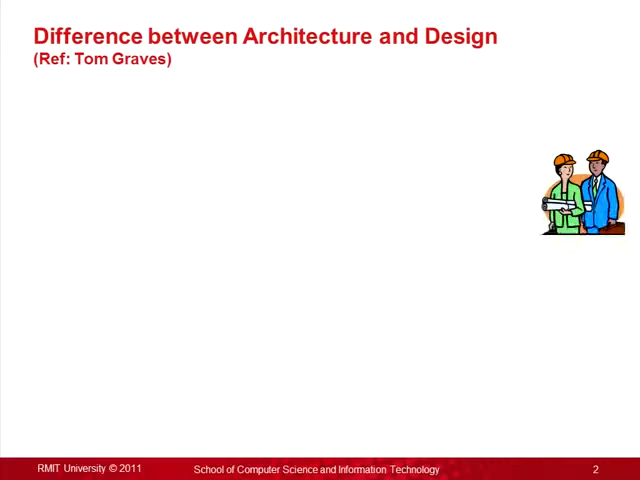 Difference between Architecture and Design
(Ref: Tom Graves)
RMIT University © 2011
School of Computer Science and Information Technology
2